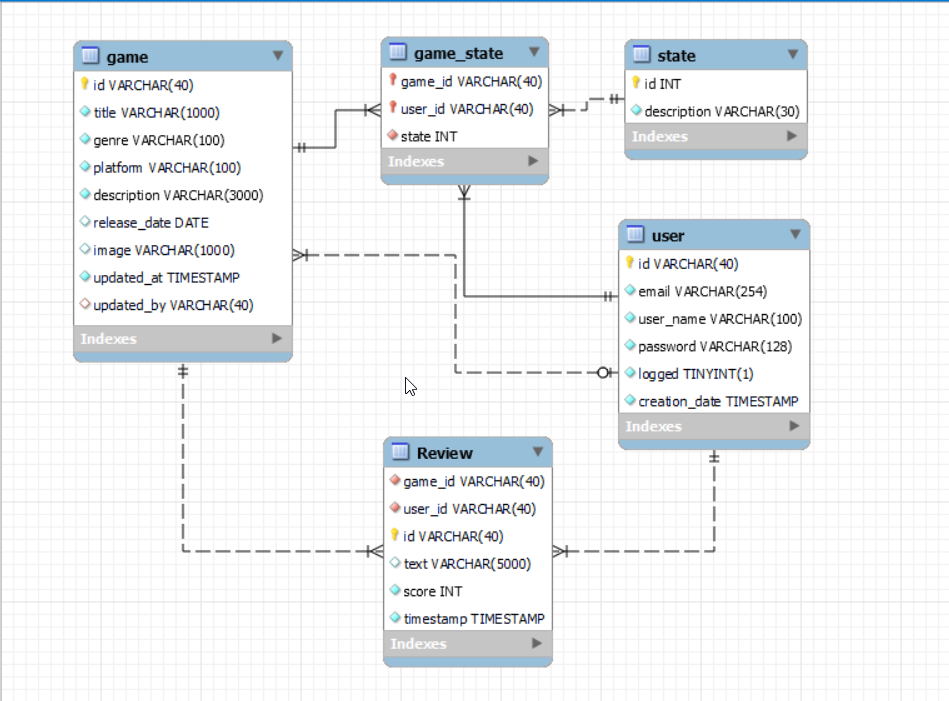 game
id VARCHAR(40)
title VARCHAR(1000)
genre VARCHAR(100)
platform VARCHAR(100)
description VARCHAR(3000)
release_date DATE
image VARCHAR(1000)
updated_at TIMESTAMP
updated_by VARCHAR(40)
Indexes
game_state
game_id VARCHAR(40)
user_id VARCHAR(40)
state INT
Indexes
state
id INT
description VARCHAR(30)
Indexes
user
id VARCHAR(40)
email VARCHAR(254)
user_name VARCHAR(100)
password VARCHAR(128)
logged TINYINT(1)
creation_date TIMESTAMP
Indexes
Review
game_id VARCHAR(40)
user_id VARCHAR(40)
id VARCHAR(40)
text VARCHAR(5000)
score INT
timestamp TIMESTAMP
Indexes